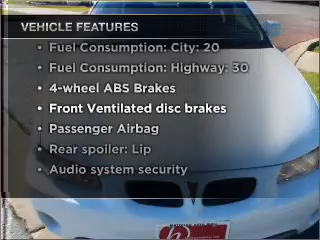 VEHICLE FEATURES
• Fuel Consumption: City: 20
• Fuel Consumption: Highway: 30
• 4-wheel ABS Brakes
• Front Ventilated disc brakes
• Passenger Airbag
• Rear spoiler: Lip
• Audio system security
h